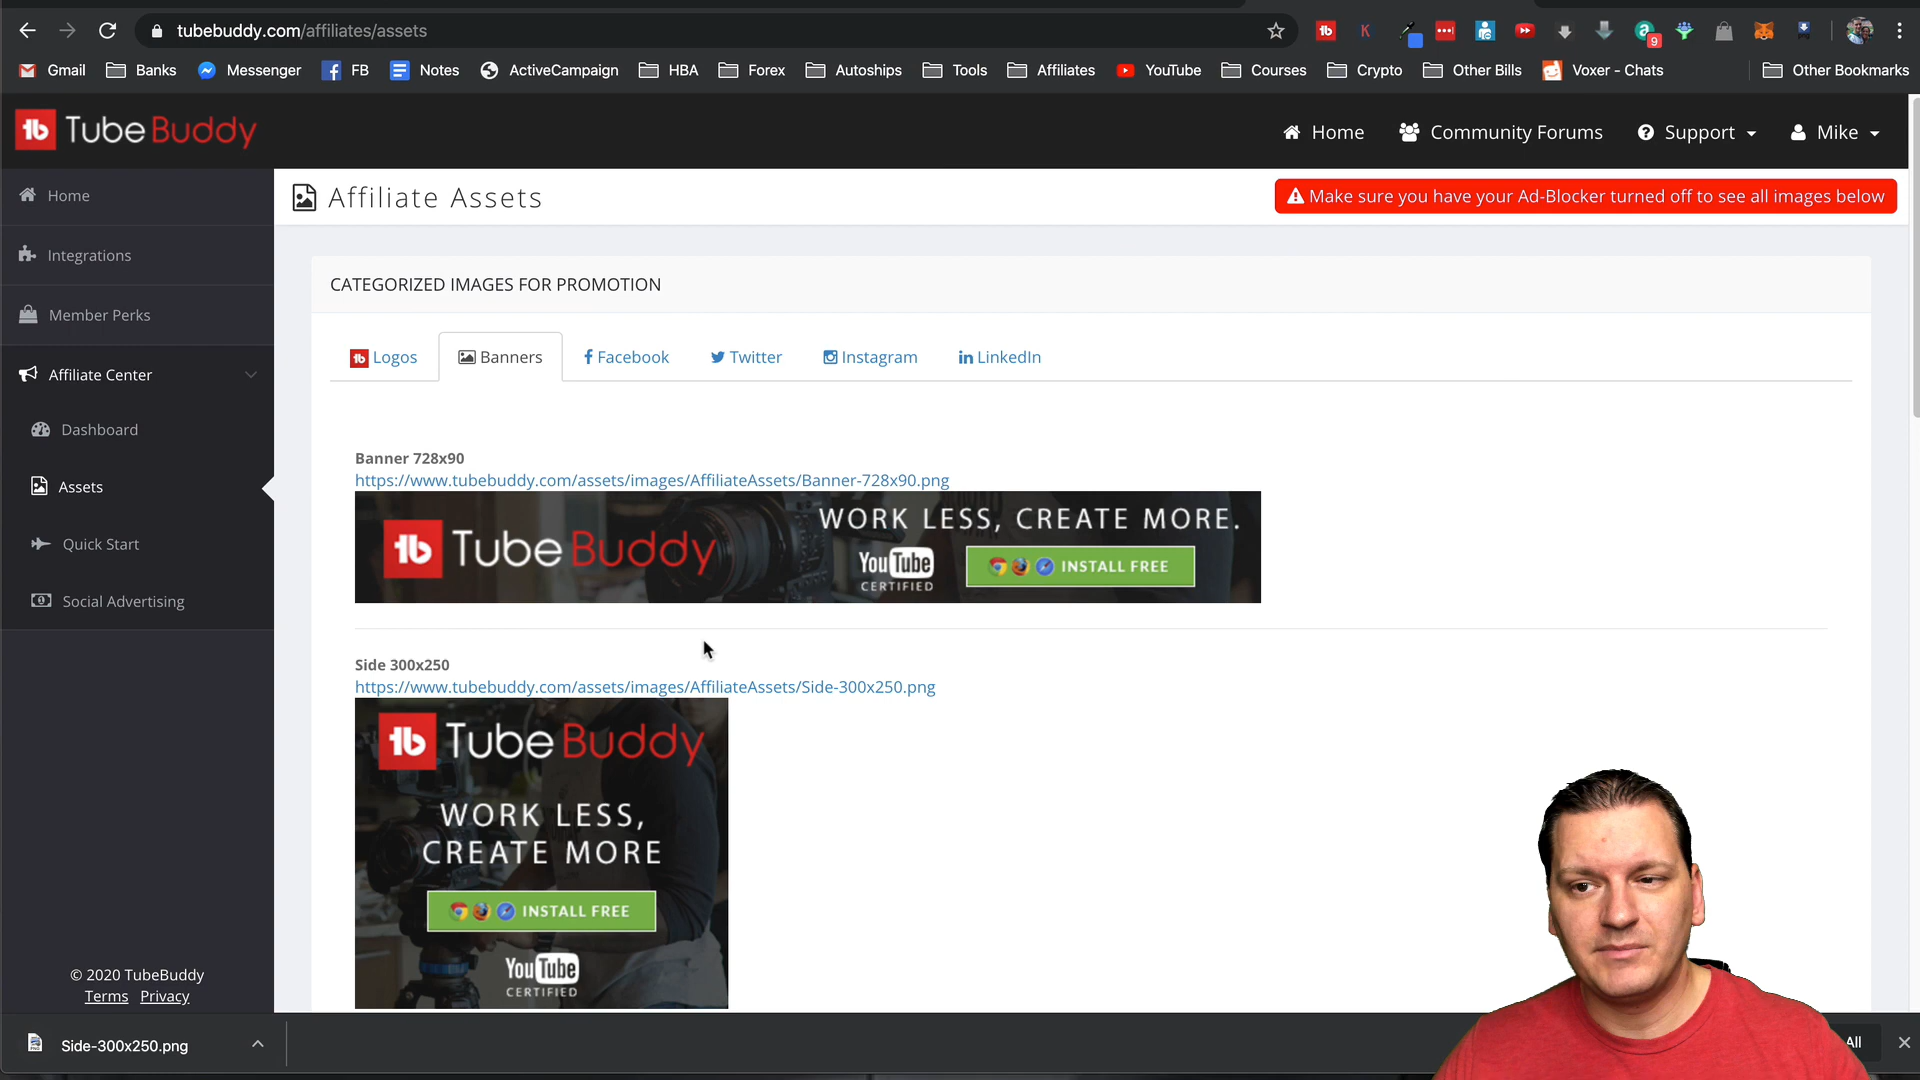 tubebuddy.com/affiliates/assets
9
Gmail Banks Messenger FB Notes ActiveCampaign HBA Forex Autoships Tools Affiliates YouTube Courses Crypto Other Bills Voxer - Chats Other Bookmarks
tb TubeBuddy
Home Community Forums Support Mike
Home
Integrations
Member Perks
Affiliate Center
Dashboard
Assets
Quick Start
Social Advertising
© 2020 TubeBuddy
Terms Privacy
Affiliate Assets
Make sure you have your Ad-Blocker turned off to see all images below
CATEGORIZED IMAGES FOR PROMOTION
tb Logos Banners Facebook Twitter Instagram LinkedIn
Banner 728x90
https://www.tubebuddy.com/assets/images/AffiliateAssets/Banner-728x90.png
tb TubeBuddy
WORK LESS, CREATE MORE.
YouTube
CERTIFIED
INSTALL FREE
Side 300x250
https://www.tubebuddy.com/assets/images/AffiliateAssets/Side-300x250.png
tb TubeBuddy
WORK LESS,
CREATE MORE
INSTALL FREE
YouTube
CERTIFIED
Side-300x250.png
All